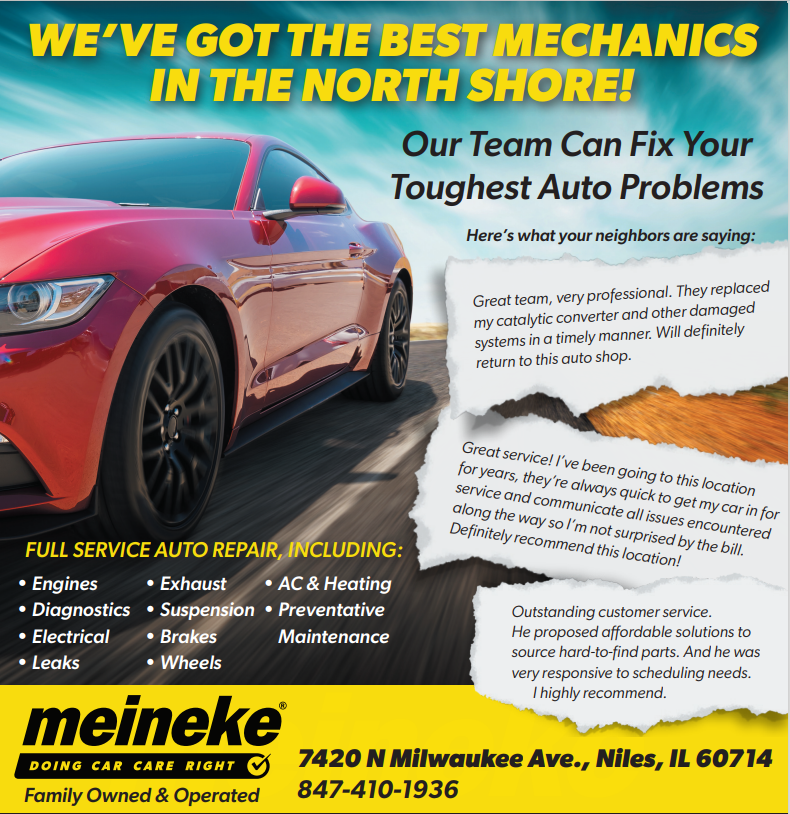 WE'VE GOT THE BEST MECHANICS
IN THE NORTH SHORE!
Our Team Can Fix Your
Toughest Auto Problems
Here's what your neighbors are saying:
Great team, very professional. They replaced
my catalytic converter and other damaged
systems in a timely manner. Will definitely
return to this auto shop.
Great service! I've been going to this location
for years, they're always quick to get my car in for
service and communicate all issues encountered
along the way so I'm not surprised by the bill.
Definitely recommend this location!
Outstanding customer service.
He proposed affordable solutions to
source hard-to-find parts. And he was
very responsive to scheduling needs.
I highly recommend.
FULL SERVICE AUTO REPAIR, INCLUDING:
• Engines
• Diagnostics
• Electrical
• Leaks
• Exhaust
• Suspension
• Brakes
• Wheels
• AC & Heating
• Preventative
Maintenance
meineke®
DOING CAR CARE RIGHT
Family Owned & Operated
7420 N Milwaukee Ave., Niles, IL 60714
847-410-1936